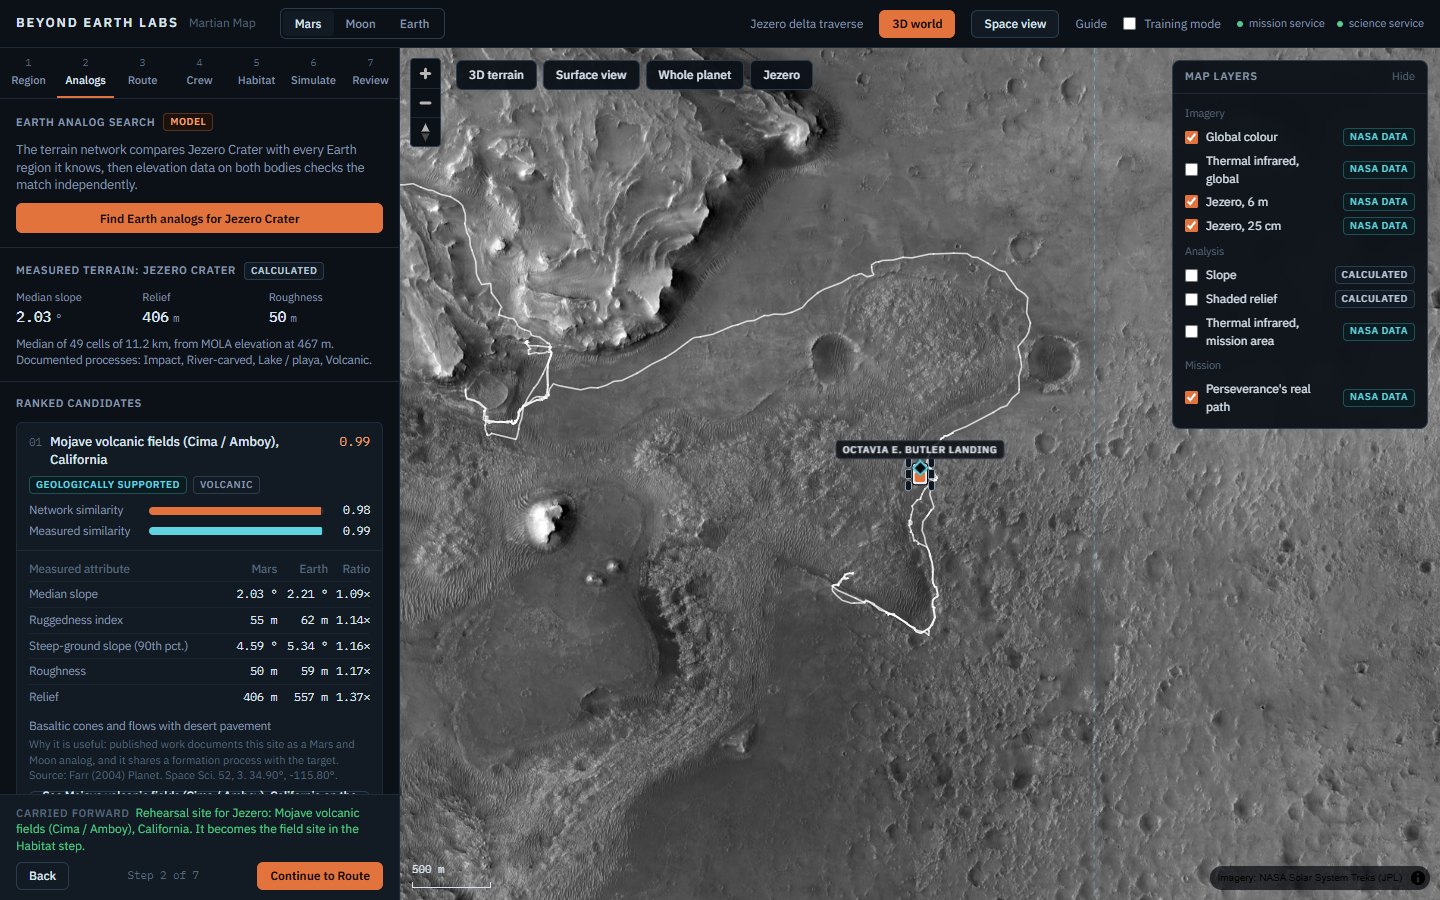 BEYOND EARTH LABS Martian Map
Mars Moon Earth
Jezero delta traverse 3D world Space view Guide Training mode mission service science service
1 2 3 4 5 6 7
Region Analogs Route Crew Habitat Simulate Review
EARTH ANALOG SEARCH MODEL
The terrain network compares Jezero Crater with every Earth
region it knows, then elevation data on both bodies checks the
match independently.
Find Earth analogs for Jezero Crater
MEASURED TERRAIN: JEZERO CRATER CALCULATED
Median slope Relief Roughness
2.03 ° 406 m 50 m
Median of 49 cells of 11.2 km, from MOLA elevation at 467 m.
Documented processes: Impact, River-carved, Lake / playa, Volcanic.
RANKED CANDIDATES
01 Mojave volcanic fields (Cima / Amboy), 0.99
California
GEOLOGICALLY SUPPORTED VOLCANIC
Network similarity 0.98
Measured similarity 0.99
Measured attribute Mars Earth Ratio
Median slope 2.03 ° 2.21 ° 1.09×
Ruggedness index 55 m 62 m 1.14×
Steep-ground slope (90th pct.) 4.59 ° 5.34 ° 1.16×
Roughness 50 m 59 m 1.17×
Relief 406 m 557 m 1.37×
Basaltic cones and flows with desert pavement
Why it is useful: published work documents this site as a Mars and
Moon analog, and it shares a formation process with the target.
Source: Farr (2004) Planet. Space Sci. 52, 3. 34.90°, -115.80°.
CARRIED FORWARD Rehearsal site for Jezero: Mojave volcanic
fields (Cima / Amboy), California. It becomes the field site in the
Habitat step.
Back Step 2 of 7 Continue to Route
3D terrain Surface view Whole planet Jezero
OCTAVIA E. BUTLER LANDING
500 m
MAP LAYERS Hide
Imagery
Global colour NASA DATA
Thermal infrared,
global NASA DATA
Jezero, 6 m NASA DATA
Jezero, 25 cm NASA DATA
Analysis
Slope CALCULATED
Shaded relief CALCULATED
Thermal infrared,
mission area NASA DATA
Mission
Perseverance's real
path NASA DATA
Imagery: NASA Solar System Treks (JPL)